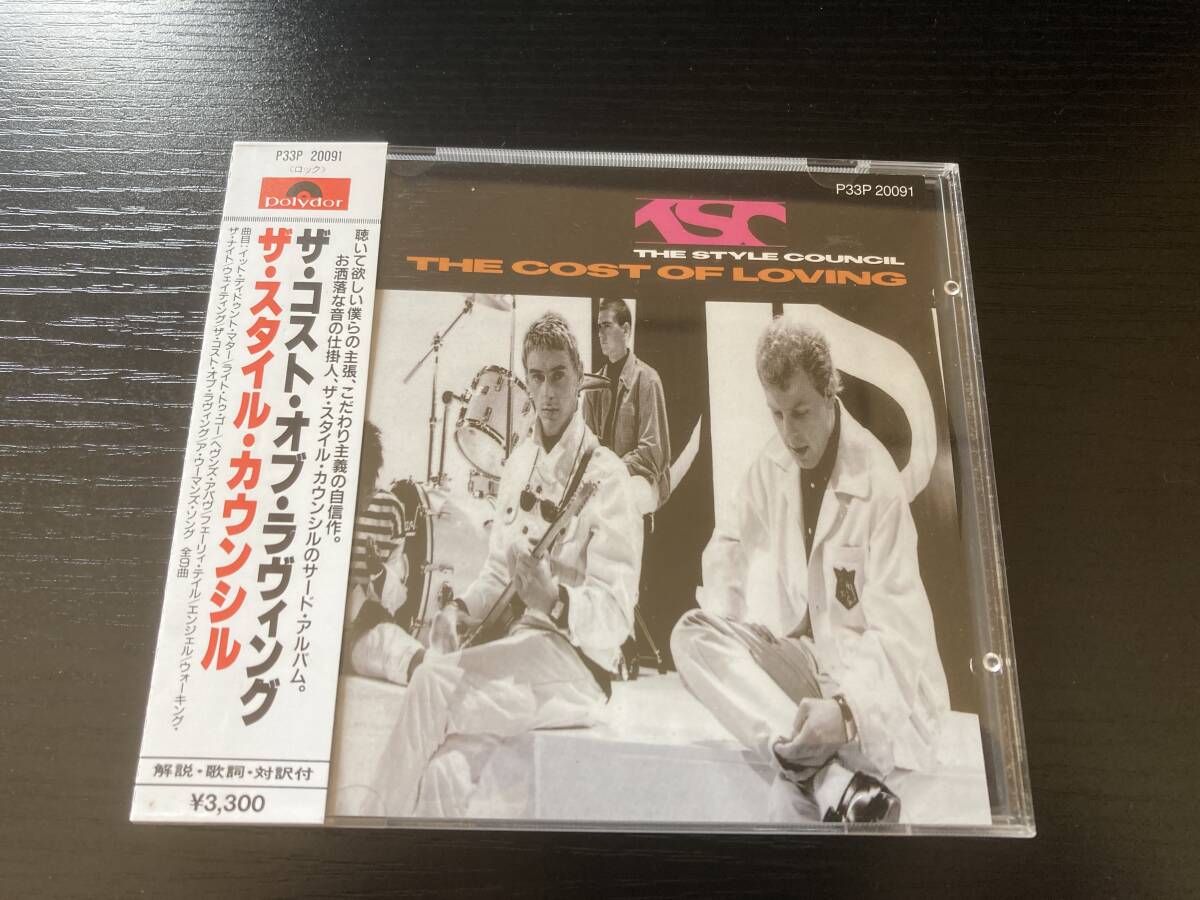 P33P 20091
〈ロック〉
polydor
ザ・コスト・オブ・ラヴィング
ザ・スタイル・カウンシル
聴いて欲しい僕らの主張、こだわり主義の自信作。
お洒落な音の仕掛人、ザ・スタイル・カウンシルのサード・アルバム。
曲目:イット・ディドゥント・マター/ライト・トゥ・ゴー/ヘヴンズ・アバヴ/フェーリィ・テイル/エンジェル/ウォーキング・
ザ・ナイト/ウェイティング/ザ・コスト・オブ・ラヴィング/ア・ウーマンズ・ソング 全9曲
解説・歌詞・対訳付
¥3,300
P33P 20091
TSC
THE STYLE COUNCIL
THE COST OF LOVING